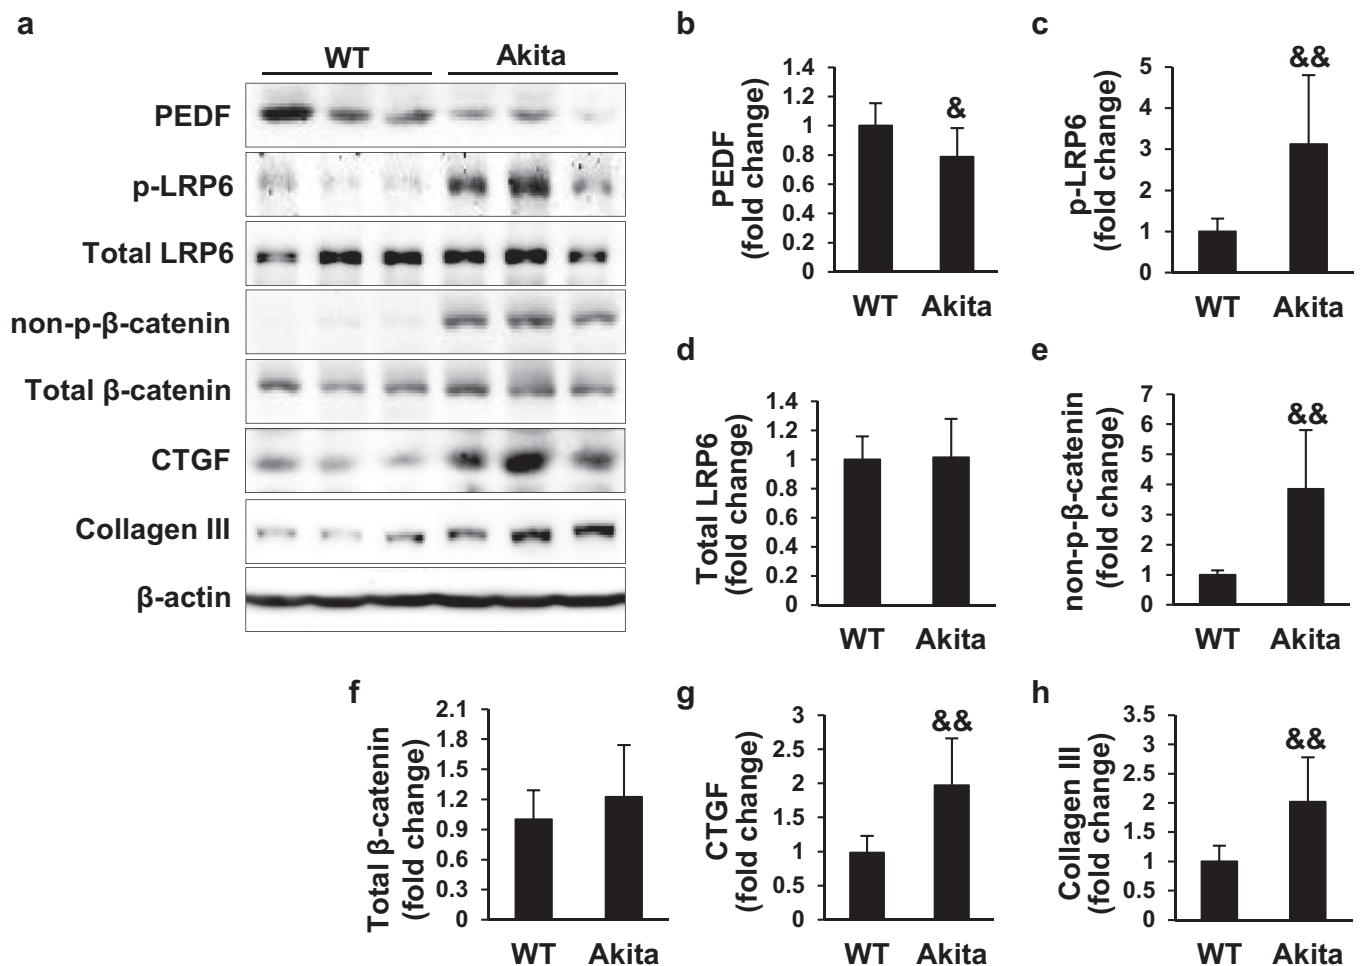 a
WT Akita
PEDF
p-LRP6
Total LRP6
non-p-β-catenin
Total β-catenin
CTGF
Collagen III
β-actin
b
PEDF
(fold change)
1.4
1.2
1
0.8
0.6
0.4
0.2
0
&
WT Akita
c
p-LRP6
(fold change)
5
4
3
2
1
0
&&
WT Akita
d
Total LRP6
(fold change)
1.4
1.2
1
0.8
0.6
0.4
0.2
0
WT Akita
e
non-p-β-catenin
(fold change)
7
6
5
4
3
2
1
0
&&
WT Akita
f
Total β-catenin
(fold change)
2.1
1.8
1.5
1.2
0.9
0.6
0.3
0
WT Akita
g
CTGF
(fold change)
3
2.5
2
1.5
1
0.5
0
&&
WT Akita
h
Collagen III
(fold change)
3.5
3
2.5
2
1.5
1
0.5
0
&&
WT Akita